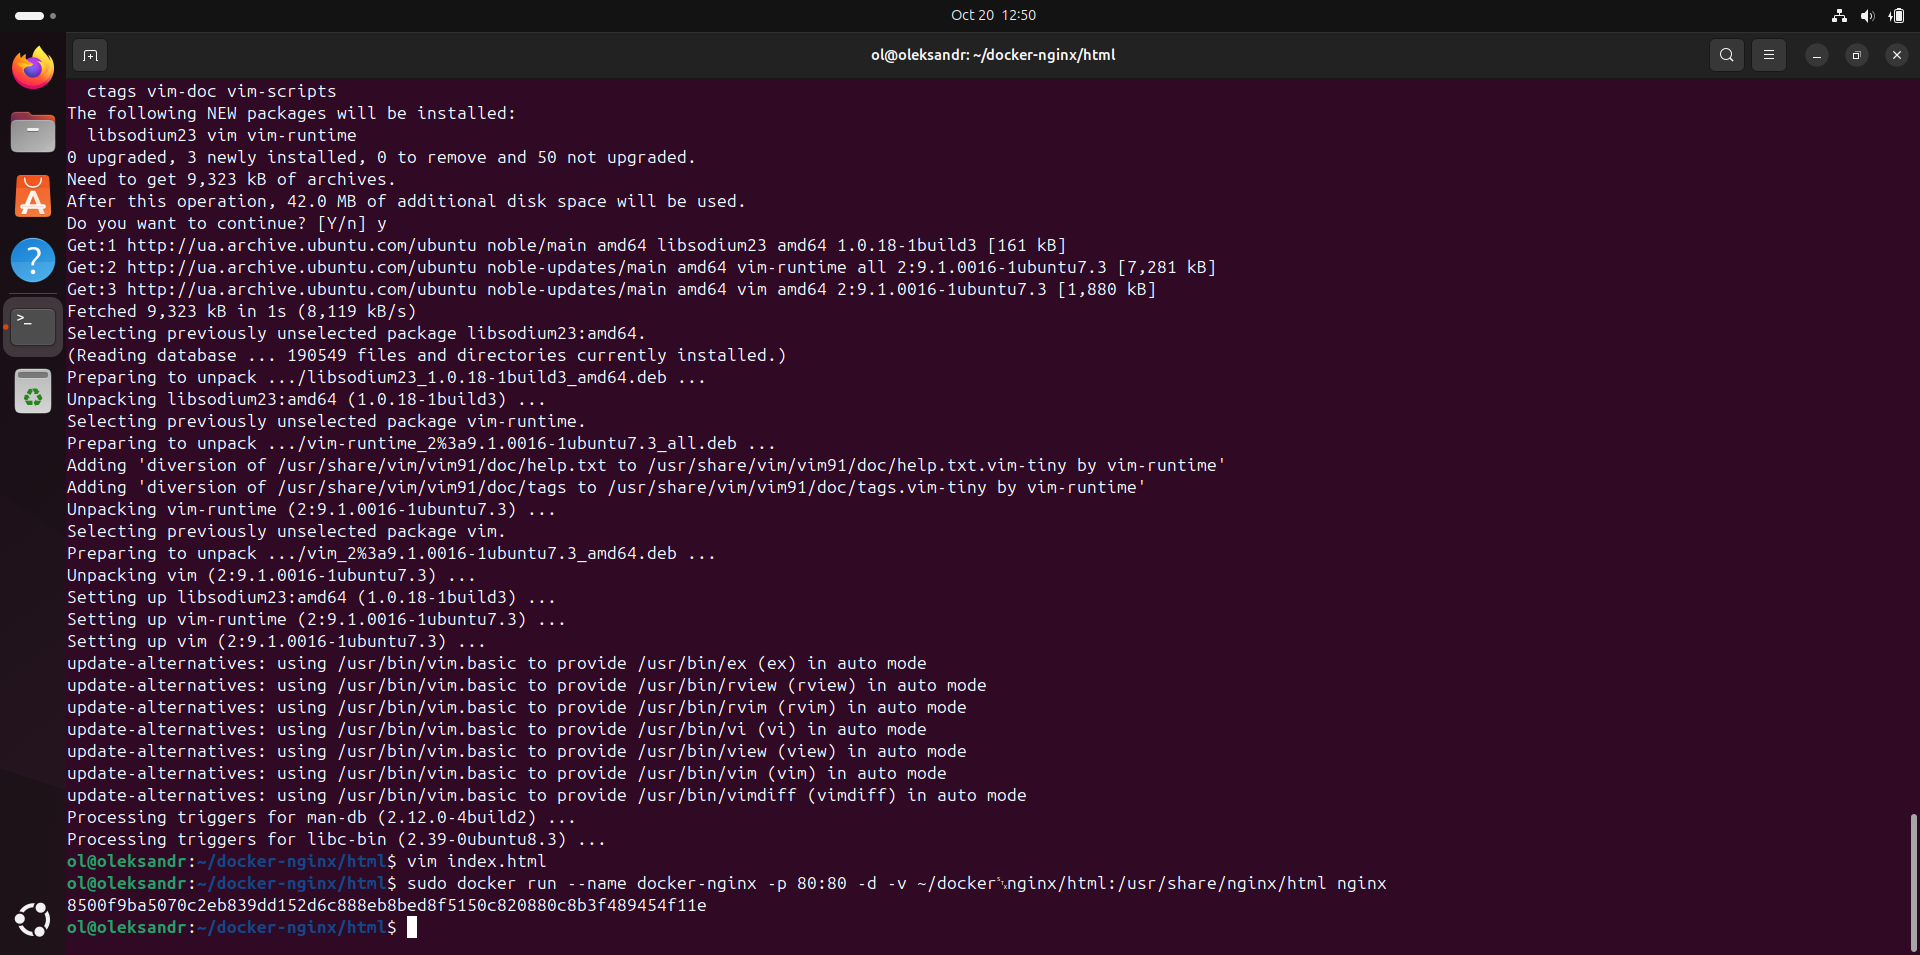 Oct 20 12:50
ol@oleksandr: ~/docker-nginx/html
ctags vim-doc vim-scripts
The following NEW packages will be installed:
libsodium23 vim vim-runtime
0 upgraded, 3 newly installed, 0 to remove and 50 not upgraded.
Need to get 9,323 kB of archives.
After this operation, 42.0 MB of additional disk space will be used.
Do you want to continue? [Y/n] y
Get:1 http://ua.archive.ubuntu.com/ubuntu noble/main amd64 libsodium23 amd64 1.0.18-1build3 [161 kB]
Get:2 http://ua.archive.ubuntu.com/ubuntu noble-updates/main amd64 vim-runtime all 2:9.1.0016-1ubuntu7.3 [7,281 kB]
Get:3 http://ua.archive.ubuntu.com/ubuntu noble-updates/main amd64 vim amd64 2:9.1.0016-1ubuntu7.3 [1,880 kB]
Fetched 9,323 kB in 1s (8,119 kB/s)
Selecting previously unselected package libsodium23:amd64.
(Reading database ... 190549 files and directories currently installed.)
Preparing to unpack .../libsodium23_1.0.18-1build3_amd64.deb ...
Unpacking libsodium23:amd64 (1.0.18-1build3) ...
Selecting previously unselected package vim-runtime.
Preparing to unpack .../vim-runtime_2%3a9.1.0016-1ubuntu7.3_all.deb ...
Adding 'diversion of /usr/share/vim/vim91/doc/help.txt to /usr/share/vim/vim91/doc/help.txt.vim-tiny by vim-runtime'
Adding 'diversion of /usr/share/vim/vim91/doc/tags to /usr/share/vim/vim91/doc/tags.vim-tiny by vim-runtime'
Unpacking vim-runtime (2:9.1.0016-1ubuntu7.3) ...
Selecting previously unselected package vim.
Preparing to unpack .../vim_2%3a9.1.0016-1ubuntu7.3_amd64.deb ...
Unpacking vim (2:9.1.0016-1ubuntu7.3) ...
Setting up libsodium23:amd64 (1.0.18-1build3) ...
Setting up vim-runtime (2:9.1.0016-1ubuntu7.3) ...
Setting up vim (2:9.1.0016-1ubuntu7.3) ...
update-alternatives: using /usr/bin/vim.basic to provide /usr/bin/ex (ex) in auto mode
update-alternatives: using /usr/bin/vim.basic to provide /usr/bin/rview (rview) in auto mode
update-alternatives: using /usr/bin/vim.basic to provide /usr/bin/rvim (rvim) in auto mode
update-alternatives: using /usr/bin/vim.basic to provide /usr/bin/vi (vi) in auto mode
update-alternatives: using /usr/bin/vim.basic to provide /usr/bin/view (view) in auto mode
update-alternatives: using /usr/bin/vim.basic to provide /usr/bin/vim (vim) in auto mode
update-alternatives: using /usr/bin/vim.basic to provide /usr/bin/vimdiff (vimdiff) in auto mode
Processing triggers for man-db (2.12.0-4build2) ...
Processing triggers for libc-bin (2.39-0ubuntu8.3) ...
ol@oleksandr:~/docker-nginx/html$ vim index.html
ol@oleksandr:~/docker-nginx/html$ sudo docker run --name docker-nginx -p 80:80 -d -v ~/docker-nginx/html:/usr/share/nginx/html nginx
8500f9ba5070c2eb839dd152d6c888eb8bed8f5150c820880c8b3f489454f11e
ol@oleksandr:~/docker-nginx/html$